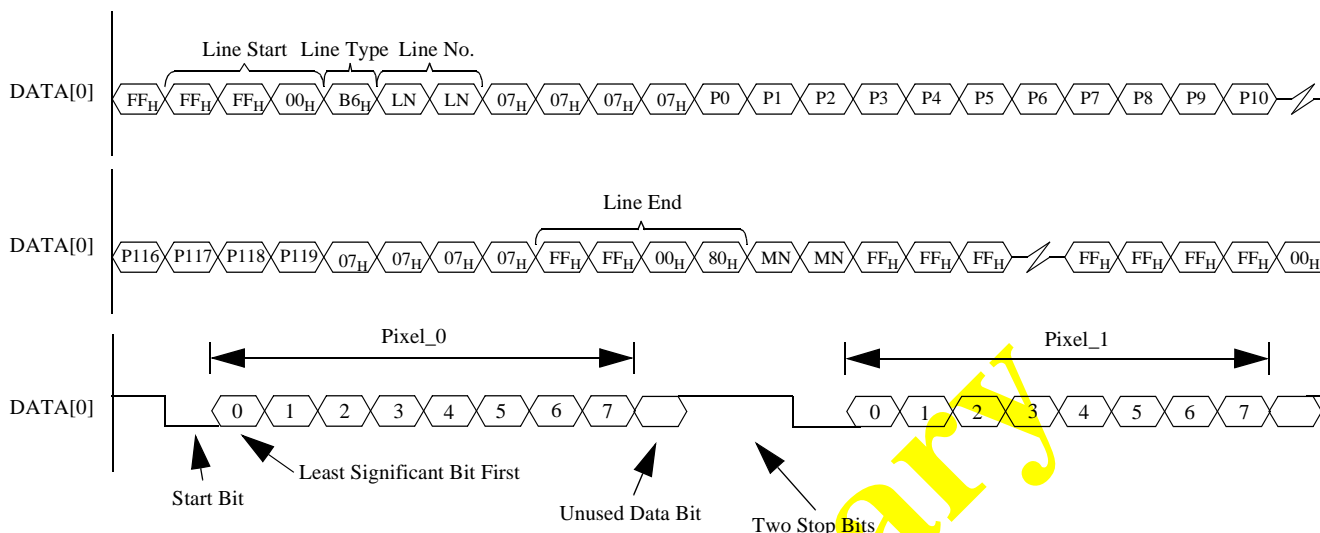 Line Start Line Type Line No.
DATA[0] FFH FFH FFH 00H B6H LN LN 07H 07H 07H 07H P0 P1 P2 P3 P4 P5 P6 P7 P8 P9 P10
Line End
DATA[0] P116 P117 P118 P119 07H 07H 07H 07H FFH FFH 00H 80H MN MN FFH FFH FFH FFH FFH FFH FFH 00H
Pixel_0 Pixel_1
DATA[0] 0 1 2 3 4 5 6 7 0 1 2 3 4 5 6 7
Least Significant Bit First
Start Bit Unused Data Bit Two Stop Bits
ary